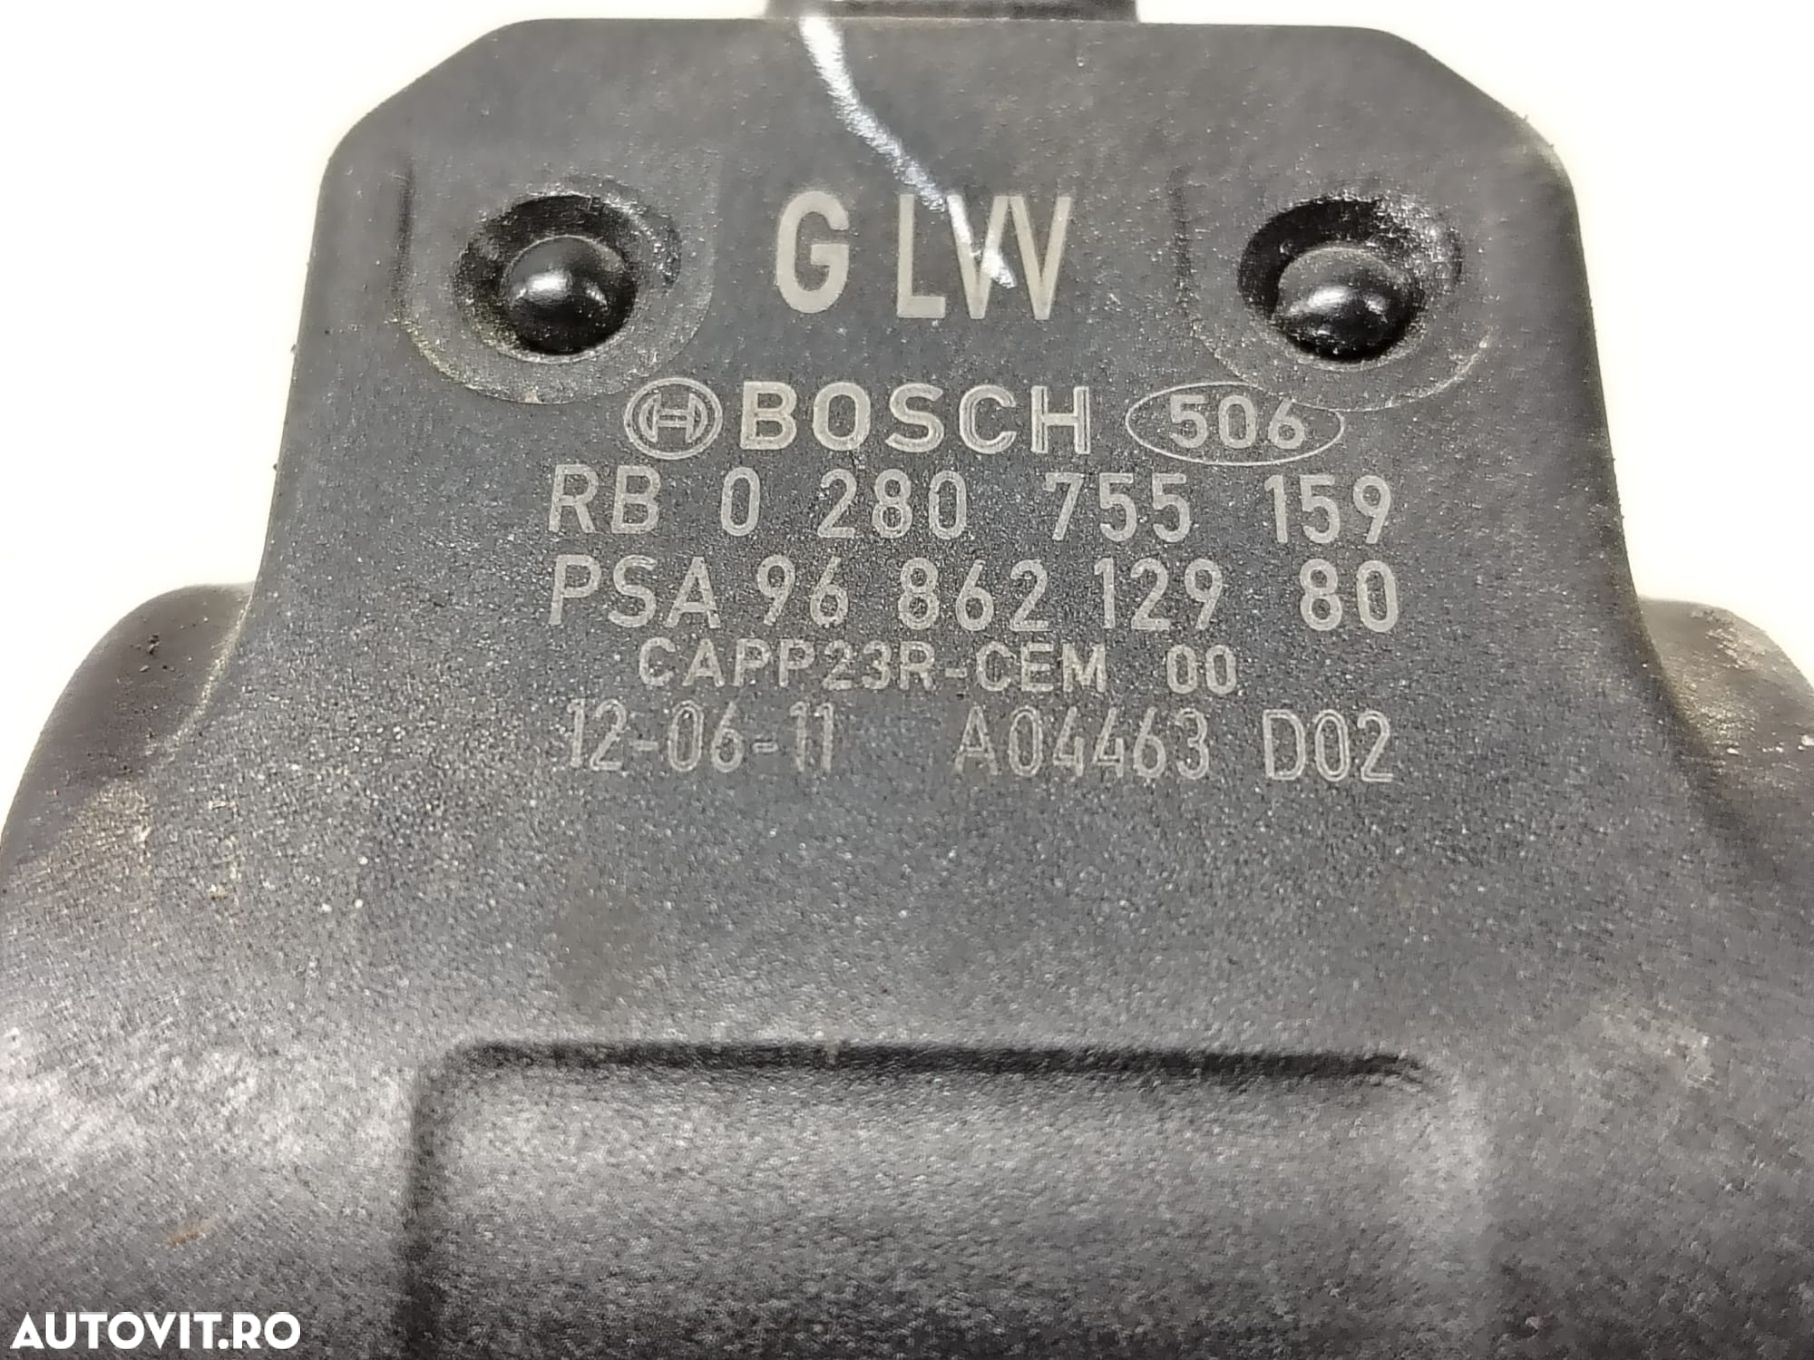 G LW
BOSCH 506
RB 0 280 755 159
PSA 96 862 129 80
CAPP23R-CEM 00
12-06-11 A04463 D02
AUTOVIT.RO